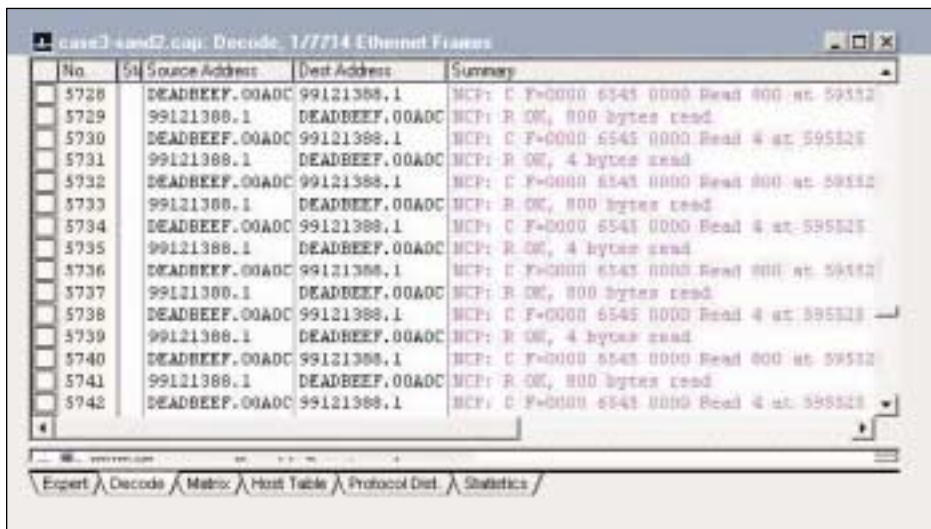 case3-sand2.cap: Decode, 1/7714 Ethernet Frames
No. Source Address Dest Address Summary
5728 DEADBEEF.00A0C 99121388.1 NCP: C F=0000 6545 0000 Read 800 at 59552
5729 99121388.1 DEADBEEF.00A0C NCP: R OK, 800 bytes read
5730 DEADBEEF.00A0C 99121388.1 NCP: C F=0000 6545 0000 Read 4 at 595525
5731 99121388.1 DEADBEEF.00A0C NCP: R OK, 4 bytes read
5732 DEADBEEF.00A0C 99121388.1 NCP: C F=0000 6545 0000 Read 800 at 59552
5733 99121388.1 DEADBEEF.00A0C NCP: R OK, 800 bytes read
5734 DEADBEEF.00A0C 99121388.1 NCP: C F=0000 6545 0000 Read 4 at 595525
5735 99121388.1 DEADBEEF.00A0C NCP: R OK, 4 bytes read
5736 DEADBEEF.00A0C 99121388.1 NCP: C F=0000 6545 0000 Read 800 at 59552
5737 99121388.1 DEADBEEF.00A0C NCP: R OK, 800 bytes read
5738 DEADBEEF.00A0C 99121388.1 NCP: C F=0000 6545 0000 Read 4 at 595525
5739 99121388.1 DEADBEEF.00A0C NCP: R OK, 4 bytes read
5740 DEADBEEF.00A0C 99121388.1 NCP: C F=0000 6545 0000 Read 800 at 59552
5741 99121388.1 DEADBEEF.00A0C NCP: R OK, 800 bytes read
5742 DEADBEEF.00A0C 99121388.1 NCP: C F=0000 6545 0000 Read 4 at 595525
Expert Decode Matrix Host Table Protocol Dist. Statistics